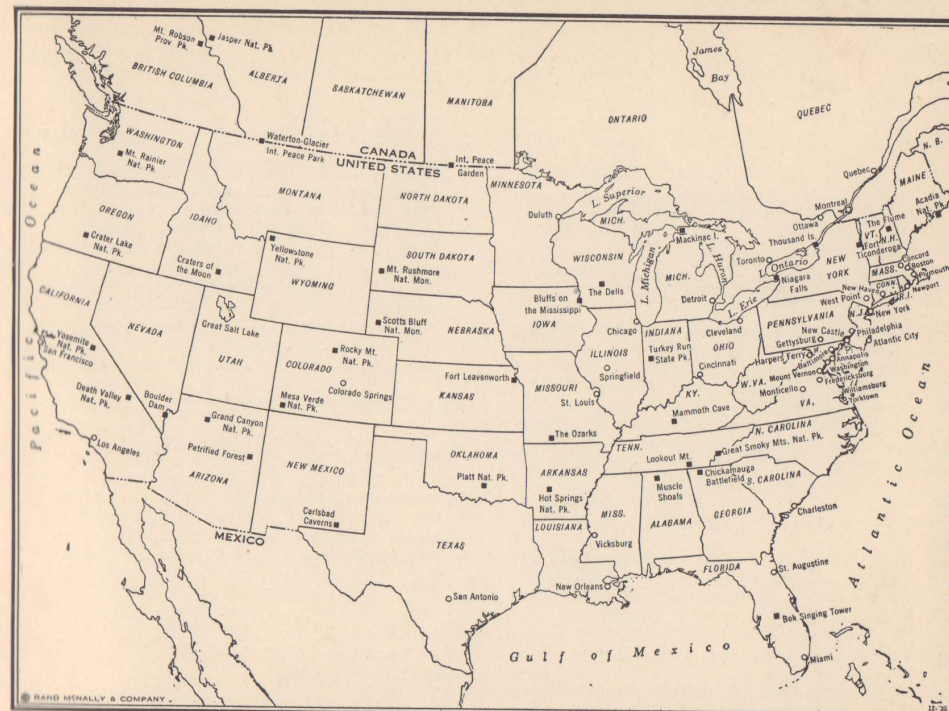 Mt. Robson
Prov Pk.
Jasper Nat. Pk
BRITISH COLUMBIA
ALBERTA
SASKATCHEWAN
MANITOBA
ONTARIO
James
Bay
QUEBEC
N. B.
MAINE
Acadia
Nat. Pk.
Quebec
Montreal
Ottawa
Thousand Is.
Toronto
L. Ontario
The Flume
VT.
N.H.
Fort
Ticonderoga
NEW
YORK
Niagara
Falls
MASS.
Concord
Boston
Plymouth
CONN
R.I.
Newport
New Haven
West Point
New York
N.J.
PENNSYLVANIA
Gettysburg
New Castle
Philadelphia
Atlantic City
Harpers Ferry
Baltimore
Annapolis
Washington
Mount Vernon
Fredericksburg
Monticello
Williamsburg
Yorktown
W.VA.
VA.
Pacific Ocean
WASHINGTON
Mt. Rainier
Nat. Pk
Waterton-Glacier
Int. Peace Park
CANADA
UNITED STATES
Int. Peace
Garden
OREGON
Crater Lake
Nat. Pk.
IDAHO
Craters of
the Moon
MONTANA
Yellowstone
Nat. Pk.
WYOMING
NORTH DAKOTA
SOUTH DAKOTA
Mt. Rushmore
Nat. Mon.
Scotts Bluff
Nat. Mon.
NEBRASKA
MINNESOTA
Duluth
L. Superior
MICH.
Mackinac I.
WISCONSIN
The Dells
L. Michigan
MICH.
L. Huron
Detroit
L. Erie
Bluffs on
the Mississippi
IOWA
Chicago
Cleveland
OHIO
Cincinnati
INDIANA
Turkey Run
State Pk.
ILLINOIS
Springfield
St. Louis
MISSOURI
The Ozarks
KY.
Mammoth Cave
CALIFORNIA
Yosemite
Nat. Pk.
San Francisco
NEVADA
Great Salt Lake
UTAH
Rocky Mt.
Nat. Pk.
COLORADO
Colorado Springs
Mesa Verde
Nat. Pk.
Fort Leavenworth
KANSAS
Death Valley
Nat. Pk.
Boulder
Dam
Los Angeles
Grand Canyon
Nat. Pk.
Petrified Forest
ARIZONA
NEW MEXICO
Carlsbad
Caverns
MEXICO
OKLAHOMA
Platt Nat. Pk.
TEXAS
San Antonio
ARKANSAS
Hot Springs
Nat. Pk.
LOUISIANA
New Orleans
MISS.
Vicksburg
TENN.
Lookout Mt.
Muscle
Shoals
ALABAMA
Great Smoky Mts. Nat. Pk.
Chickamauga
Battlefield
N. CAROLINA
S. CAROLINA
GEORGIA
Charleston
St. Augustine
FLORIDA
Bok Singing Tower
Miami
Atlantic Ocean
Gulf of Mexico
© RAND MCNALLY & COMPANY